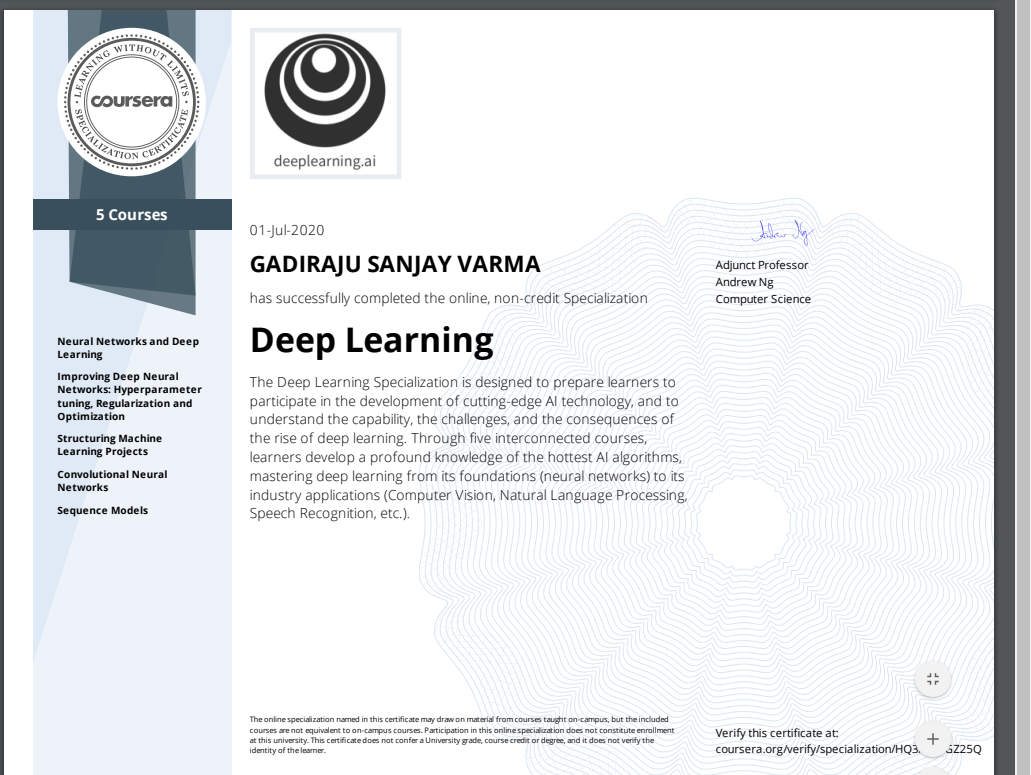 LEARNING WITHOUT LIMITS
coursera
SPECIALIZATION CERTIFICATE
deeplearning.ai
5 Courses
01-Jul-2020
GADIRAJU SANJAY VARMA
has successfully completed the online, non-credit Specialization
Deep Learning
The Deep Learning Specialization is designed to prepare learners to
participate in the development of cutting-edge AI technology, and to
understand the capability, the challenges, and the consequences of
the rise of deep learning. Through five interconnected courses,
learners develop a profound knowledge of the hottest AI algorithms,
mastering deep learning from its foundations (neural networks) to its
industry applications (Computer Vision, Natural Language Processing,
Speech Recognition, etc.).
Andrew Ng
Adjunct Professor
Andrew Ng
Computer Science
Neural Networks and Deep
Learning
Improving Deep Neural
Networks: Hyperparameter
tuning, Regularization and
Optimization
Structuring Machine
Learning Projects
Convolutional Neural
Networks
Sequence Models
The online specialization named in this certificate may draw on material from courses taught on-campus, but the included
courses are not equivalent to on-campus courses. Participation in this online specialization does not constitute enrollment
at this university. This certificate does not confer a University grade, course credit or degree, and it does not verify the
identity of the learner.
Verify this certificate at:
coursera.org/verify/specialization/